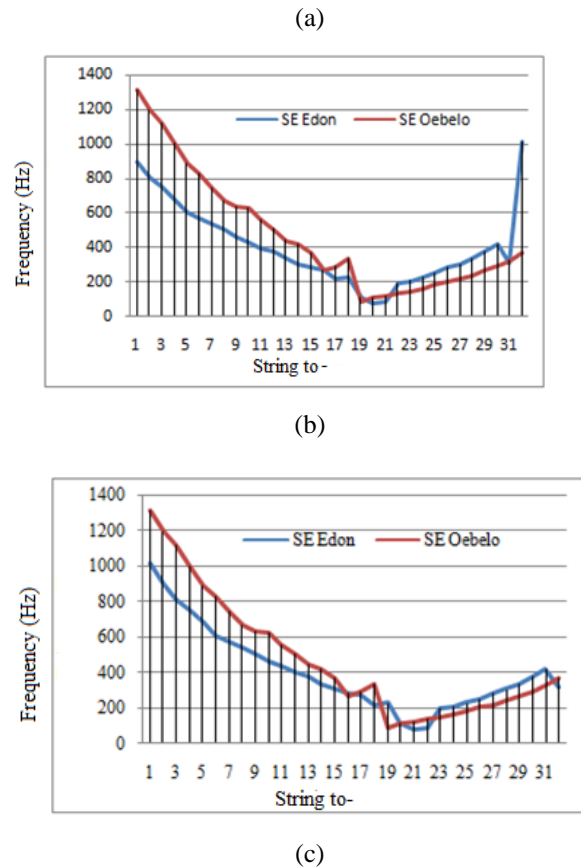 (a)
1400
1200
1000
800
600
400
200
0
Frequency (Hz)
SE Edon
SE Oebelo
1 3 5 7 9 11 13 15 17 19 21 23 25 27 29 31
String to -
(b)
1400
1200
1000
800
600
400
200
0
Frequency (Hz)
SE Edon
SE Oebelo
1 3 5 7 9 11 13 15 17 19 21 23 25 27 29 31
String to-
(c)